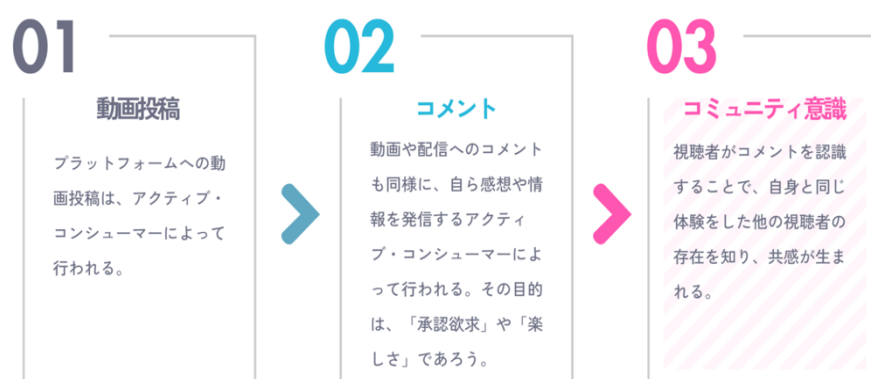 01
動画投稿
プラットフォームへの動
画投稿は、アクティブ・
コンシューマーによって
行われる。
02
コメント
動画や配信へのコメント
も同様に、自ら感想や情
報を発信するアクティ
ブ・コンシューマーによ
って行われる。その目的
は、「承認欲求」や「楽
しさ」であろう。
03
コミュニティ意識
視聴者がコメントを認識
することで、自身と同じ
体験をした他の視聴者の
存在を知り、共感が生ま
れる。